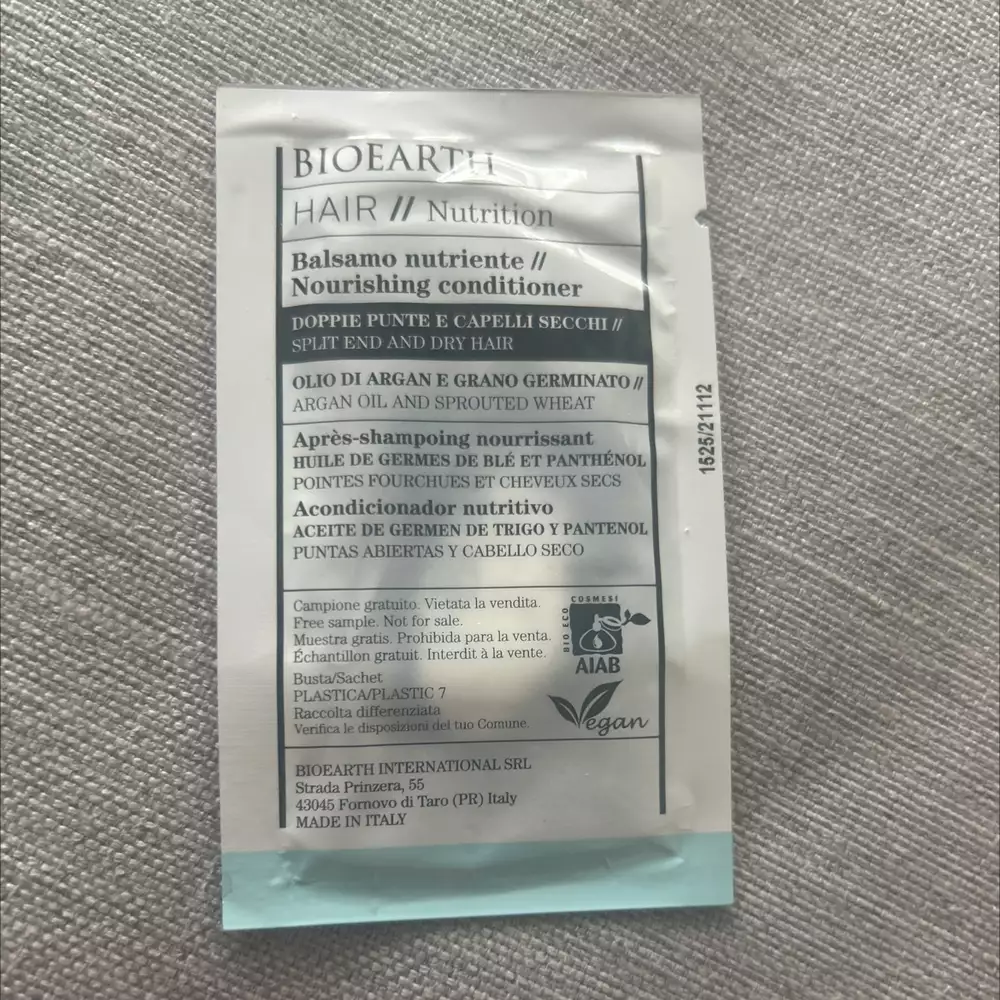 BIOEARTH
HAIR // Nutrition
Balsamo nutriente //
Nourishing conditioner
DOPPIE PUNTE E CAPELLI SECCHI //
SPLIT END AND DRY HAIR
OLIO DI ARGAN E GRANO GERMINATO //
ARGAN OIL AND SPROUTED WHEAT
Après-shampoing nourrissant
HUILE DE GERMES DE BLÉ ET PANTHÉNOL
POINTES FOURCHUES ET CHEVEUX SECS
Acondicionador nutritivo
ACEITE DE GERMEN DE TRIGO Y PANTENOL
PUNTAS ABIERTAS Y CABELLO SECO
Campione gratuito. Vietata la vendita.
Free sample. Not for sale.
Muestra gratis. Prohibida para la venta.
Échantillon gratuit. Interdit à la vente.
Busta/Sachet
PLASTICA/PLASTIC 7
Raccolta differenziata
Verifica le disposizioni del tuo Comune.
COSMESI
BIO ECO
AIAB
Vegan
BIOEARTH INTERNATIONAL SRL
Strada Prinzera, 55
43045 Fornovo di Taro (PR) Italy
MADE IN ITALY
1525/21112